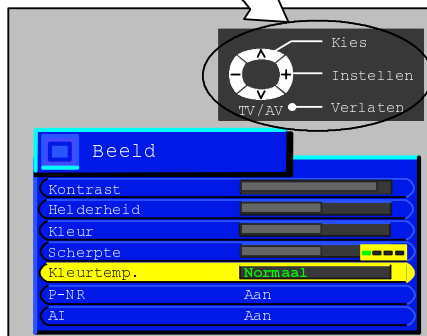 Kies
Instellen
TV/AV Verlaten
Beeld
Kontrast
Helderheid
Kleur
Scherpte
Kleurtemp. Normaal
P-NR Aan
AI Aan